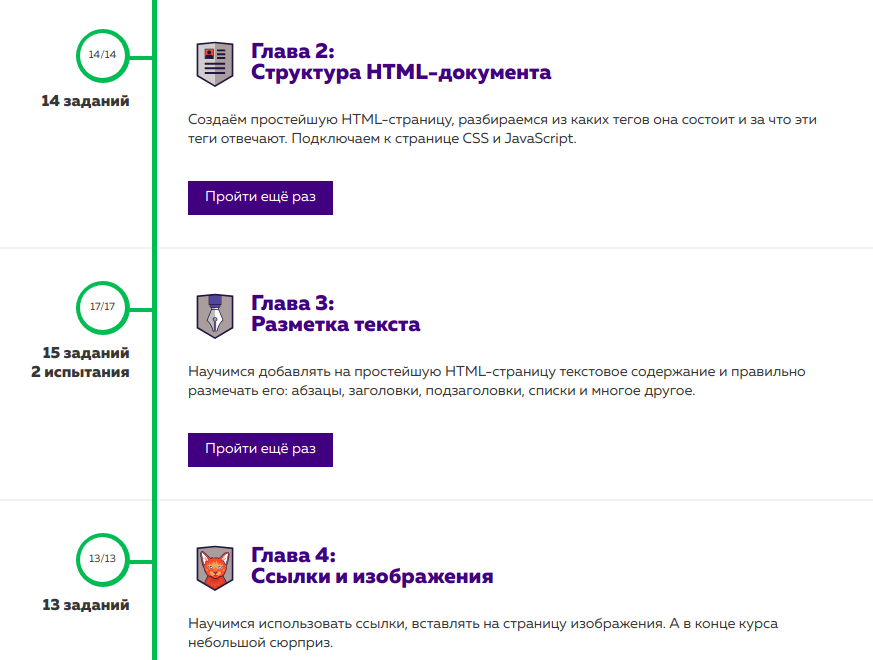 14/14
14 заданий
Глава 2:
Структура HTML-документа
Создаём простейшую HTML-страницу, разбираемся из каких тегов она состоит и за что эти
теги отвечают. Подключаем к странице CSS и JavaScript.
Пройти ещё раз
17/17
15 заданий
2 испытания
Глава 3:
Разметка текста
Научимся добавлять на простейшую HTML-страницу текстовое содержание и правильно
размечать его: абзацы, заголовки, подзаголовки, списки и многое другое.
Пройти ещё раз
13/13
13 заданий
Глава 4:
Ссылки и изображения
Научимся использовать ссылки, вставлять на страницу изображения. А в конце курса
небольшой сюрприз.